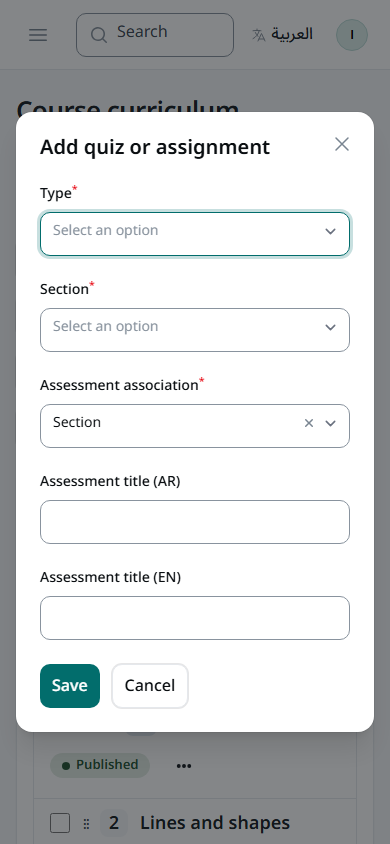 Search
العربية
I
Course curriculum
Add quiz or assignment
Type*
Select an option
Section*
Select an option
Assessment association*
Section
Assessment title (AR)
Assessment title (EN)
Save
Cancel
Published
2 Lines and shapes